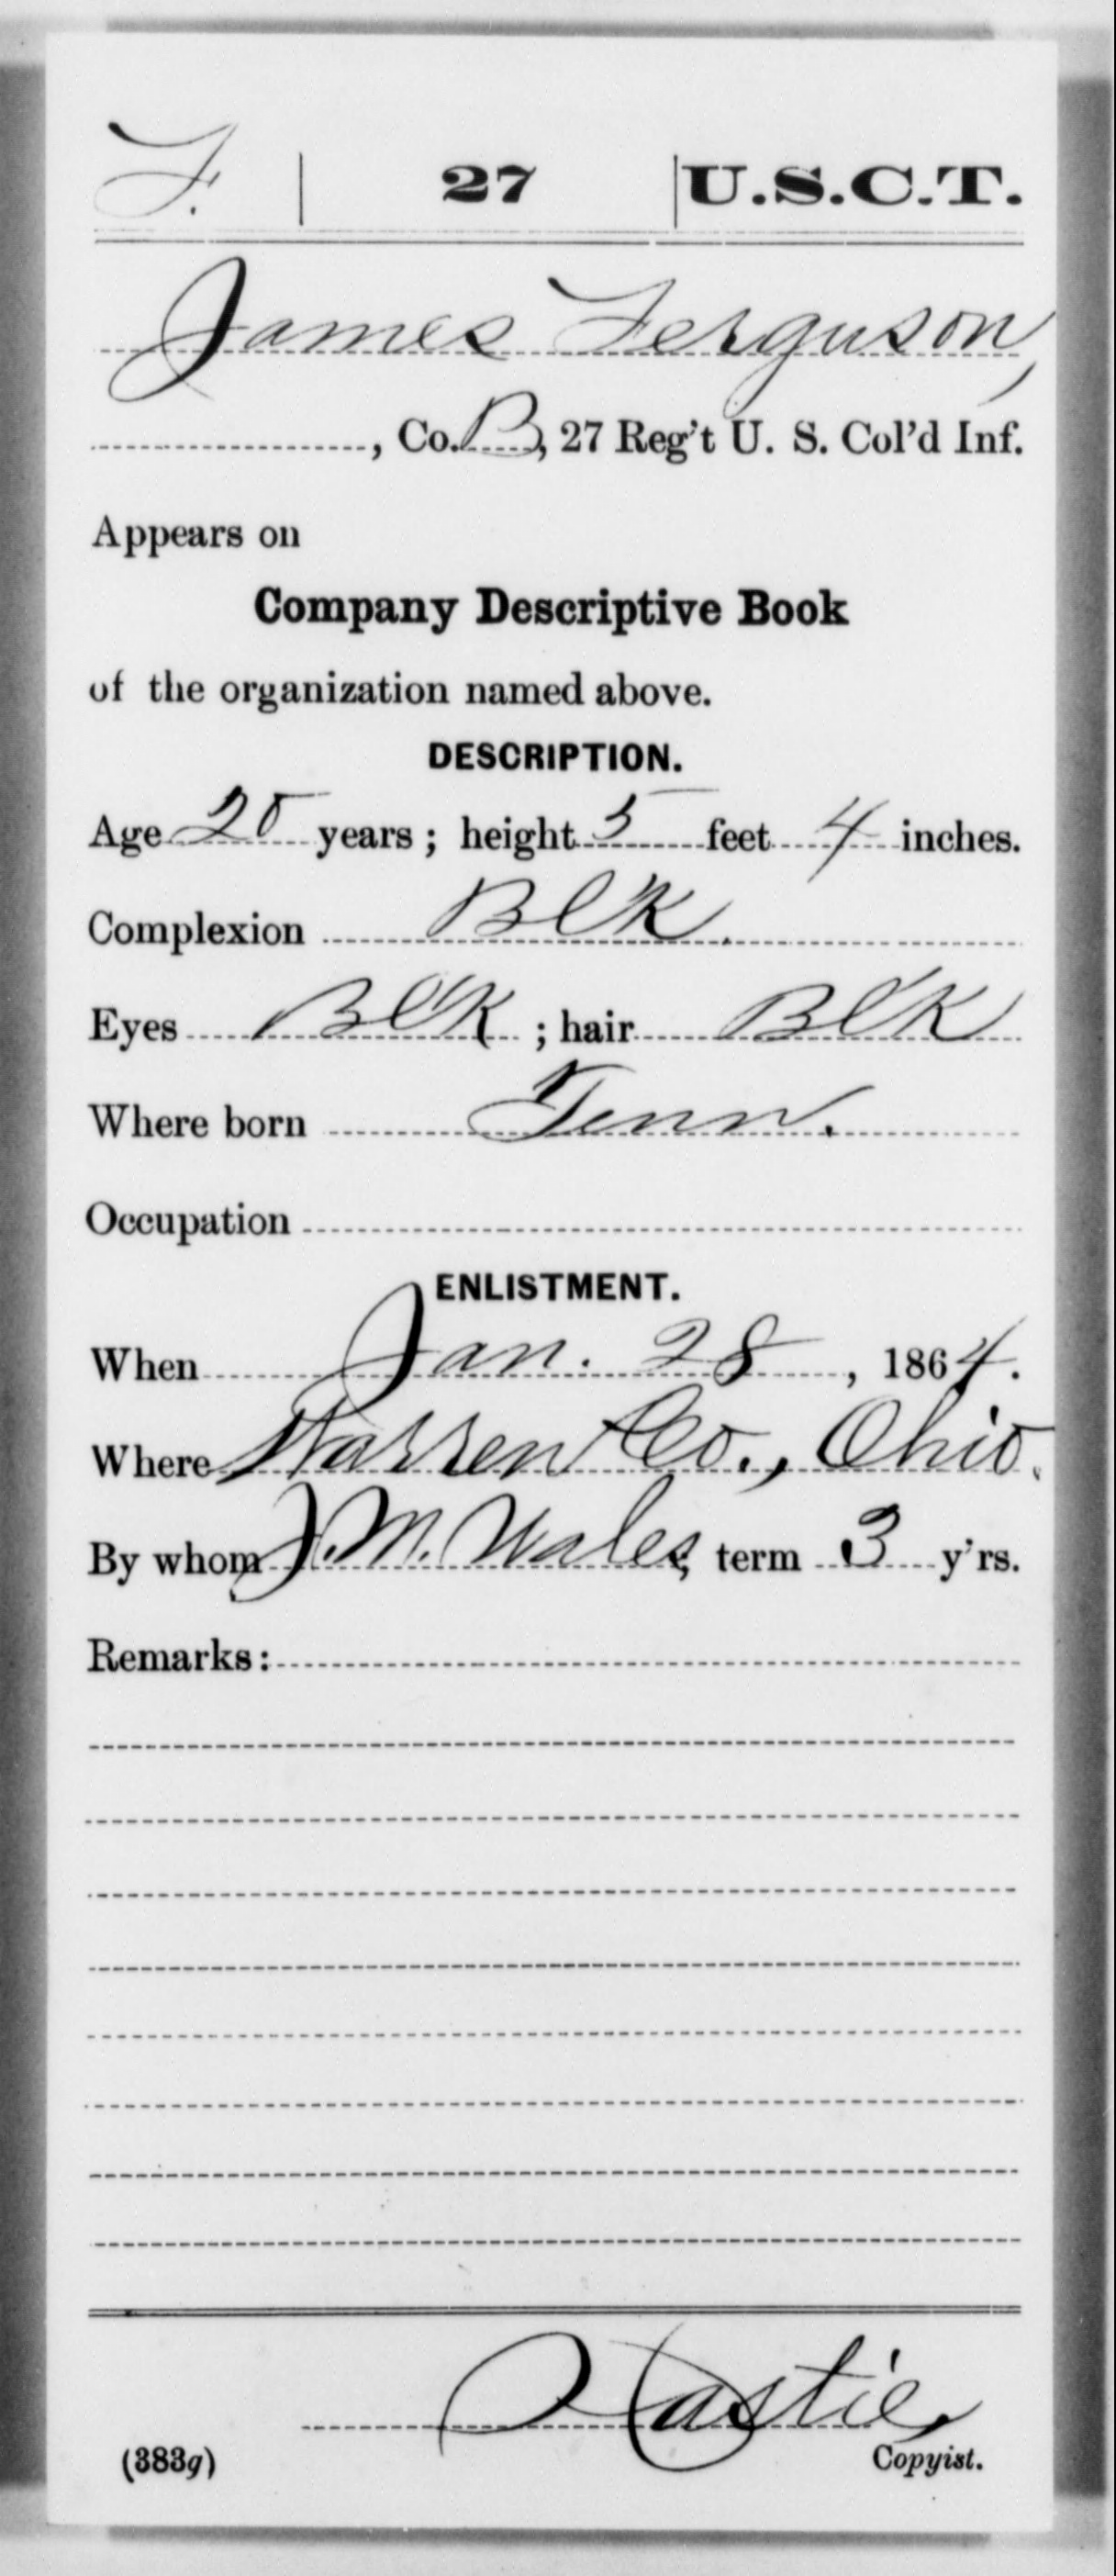 F. | 27 | U.S.C.T.
James Ferguson,
, Co. B, 27 Reg't U. S. Col'd Inf.
Appears on
Company Descriptive Book
of the organization named above.
DESCRIPTION.
Age 20 years; height 5 feet 4 inches.
Complexion Blk.
Eyes Blk; hair Blk
Where born Tenn.
Occupation
ENLISTMENT.
When Jan. 28, 1864.
Where Warren Co., Ohio.
By whom J. M. Wales, term 3 y'rs.
Remarks:
Hastie
(383g) Copyist.